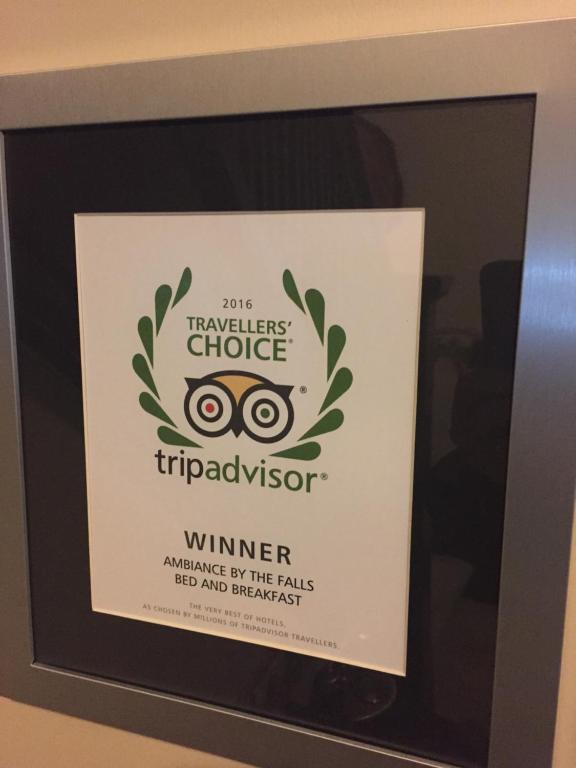 2016
TRAVELLERS'
CHOICE®
®
tripadvisor®
WINNER
AMBIANCE BY THE FALLS
BED AND BREAKFAST
THE VERY BEST OF HOTELS,
AS CHOSEN BY MILLIONS OF TRIPADVISOR TRAVELLERS.